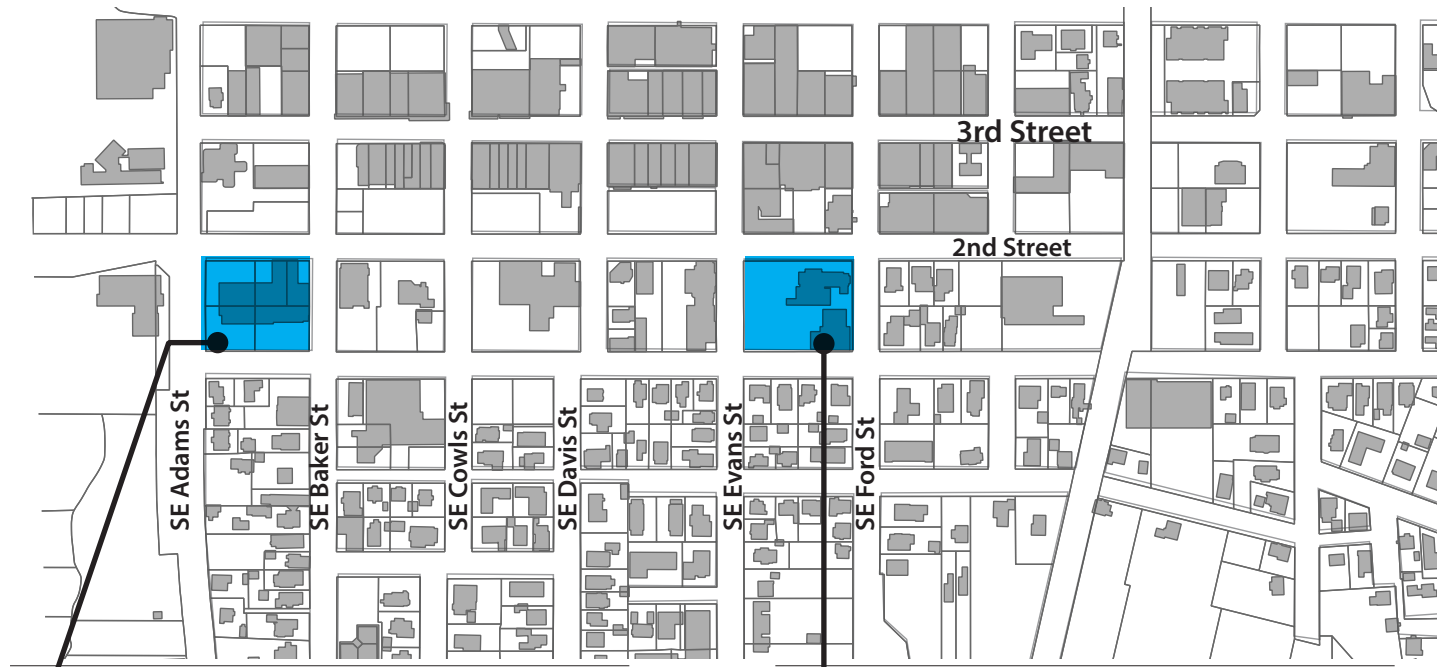 3rd Street
2nd Street
SE Adams St
SE Baker St
SE Cowls St
SE Davis St
SE Evans St
SE Ford St